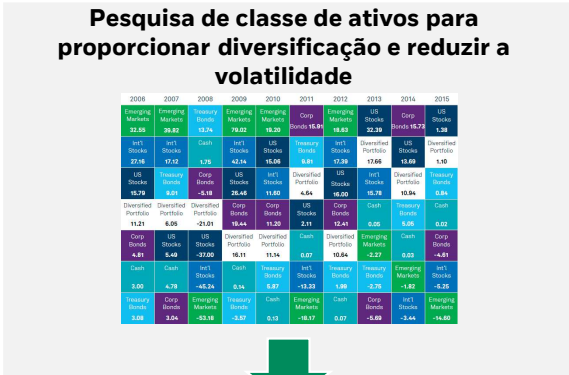 Pesquisa de classe de ativos para
proporcionar diversificação e reduzir a
volatilidade
2006 2007 2008 2009 2010 2011 2012 2013 2014 2015
Emerging Markets 32.55 Emerging Markets 39.82 Treasury Bonds 13.74 Emerging Markets 79.02 Emerging Markets 19.20 Corp Bonds 15.91 Emerging Markets 18.63 US Stocks 32.39 Corp Bonds 15.73 US Stocks 1.38
Int'l Stocks 27.16 Int'l Stocks 17.12 Cash 1.75 Int'l Stocks 42.14 US Stocks 15.06 Treasury Bonds 9.81 Int'l Stocks 17.39 Diversified Portfolio 17.66 US Stocks 13.69 Diversified Portfolio 1.10
US Stocks 15.79 Treasury Bonds 9.01 Corp Bonds -5.18 US Stocks 26.46 Int'l Stocks 11.60 Diversified Portfolio 4.64 US Stocks 16.00 Int'l Stocks 15.78 Diversified Portfolio 10.94 Treasury Bonds 0.84
Diversified Portfolio 11.21 Diversified Portfolio 6.05 Diversified Portfolio -21.01 Corp Bonds 19.44 Corp Bonds 11.20 US Stocks 2.11 Corp Bonds 12.41 Cash 0.05 Treasury Bonds 5.05 Cash 0.02
Corp Bonds 4.81 US Stocks 5.49 US Stocks -37.00 Diversified Portfolio 16.11 Diversified Portfolio 11.14 Cash 0.07 Diversified Portfolio 10.64 Emerging Markets -2.27 Cash 0.03 Corp Bonds -4.61
Cash 3.00 Cash 4.78 Int'l Stocks -45.24 Cash 0.14 Treasury Bonds 5.87 Int'l Stocks -13.33 Treasury Bonds 1.99 Treasury Bonds -2.75 Emerging Markets -1.82 Int'l Stocks -5.25
Treasury Bonds 3.08 Corp Bonds 3.04 Emerging Markets -53.18 Treasury Bonds -3.57 Cash 0.13 Emerging Markets -18.17 Cash 0.07 Corp Bonds -5.69 Int'l Stocks -3.44 Emerging Markets -14.60